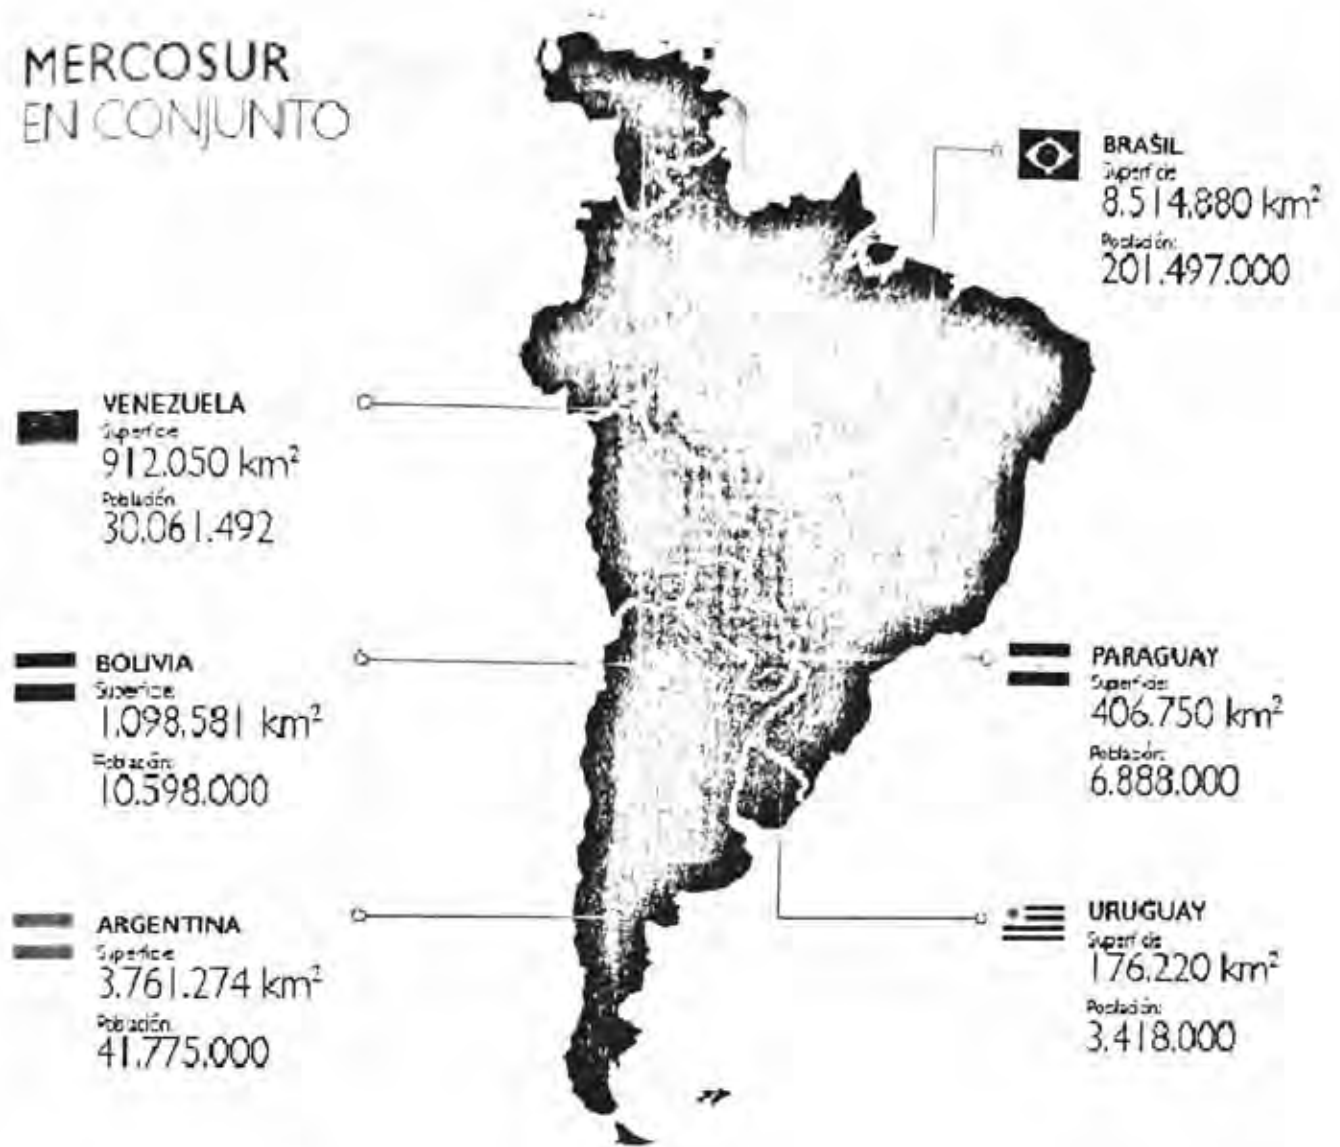 MERCOSUR
EN CONJUNTO
BRASIL
Superficie
8.514.880 km²
Población:
201.497.000
VENEZUELA
Superficie
912.050 km²
Población
30.061.492
BOLIVIA
Superficie
1.098.581 km²
Población:
10.598.000
PARAGUAY
Superficie:
406.750 km²
Población:
6.888.000
ARGENTINA
Superficie
3.761.274 km²
Población:
41.775.000
URUGUAY
Superficie
176.220 km²
Población:
3.418.000